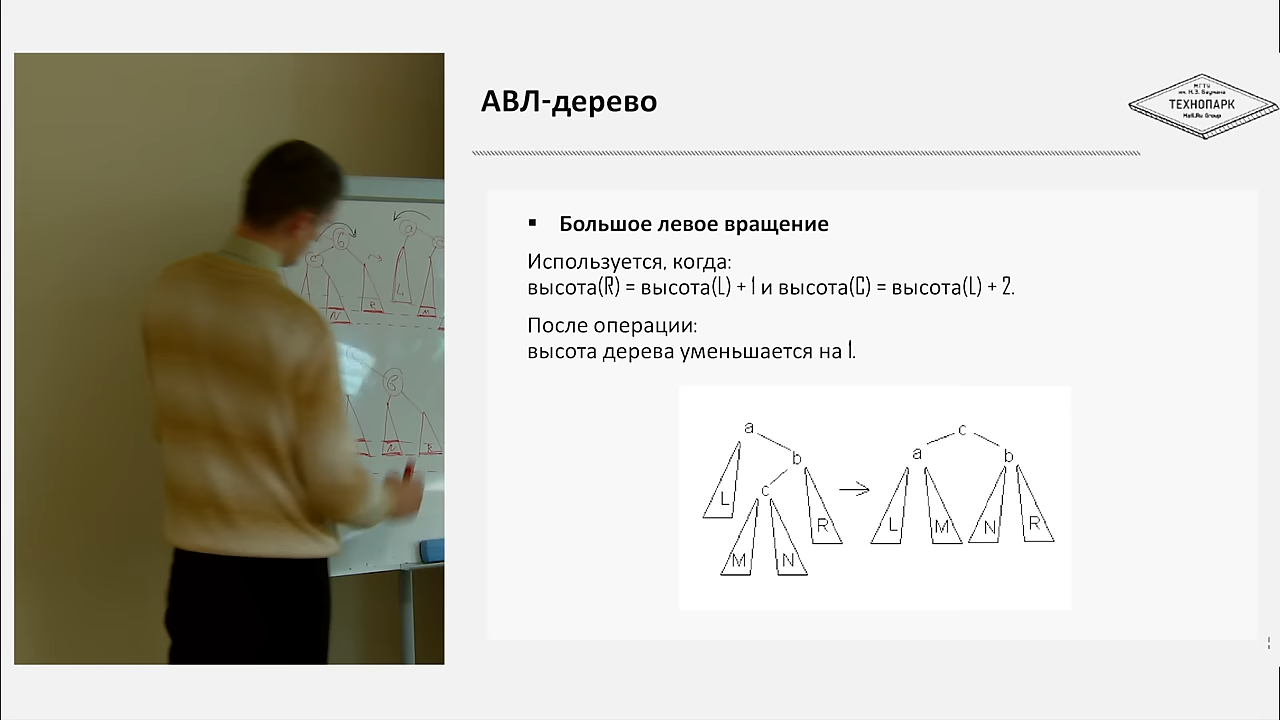 АВЛ-дерево
МГТУ
им. Н.Э. Баумана
ТЕХНОПАРК
Mail.Ru Group
▪ Большое левое вращение
Используется, когда:
высота(R) = высота(L) + 1 и высота(C) = высота(L) + 2.
После операции:
высота дерева уменьшается на 1.
a
b
c
L
R
M
N
c
a
b
L
M
N
R